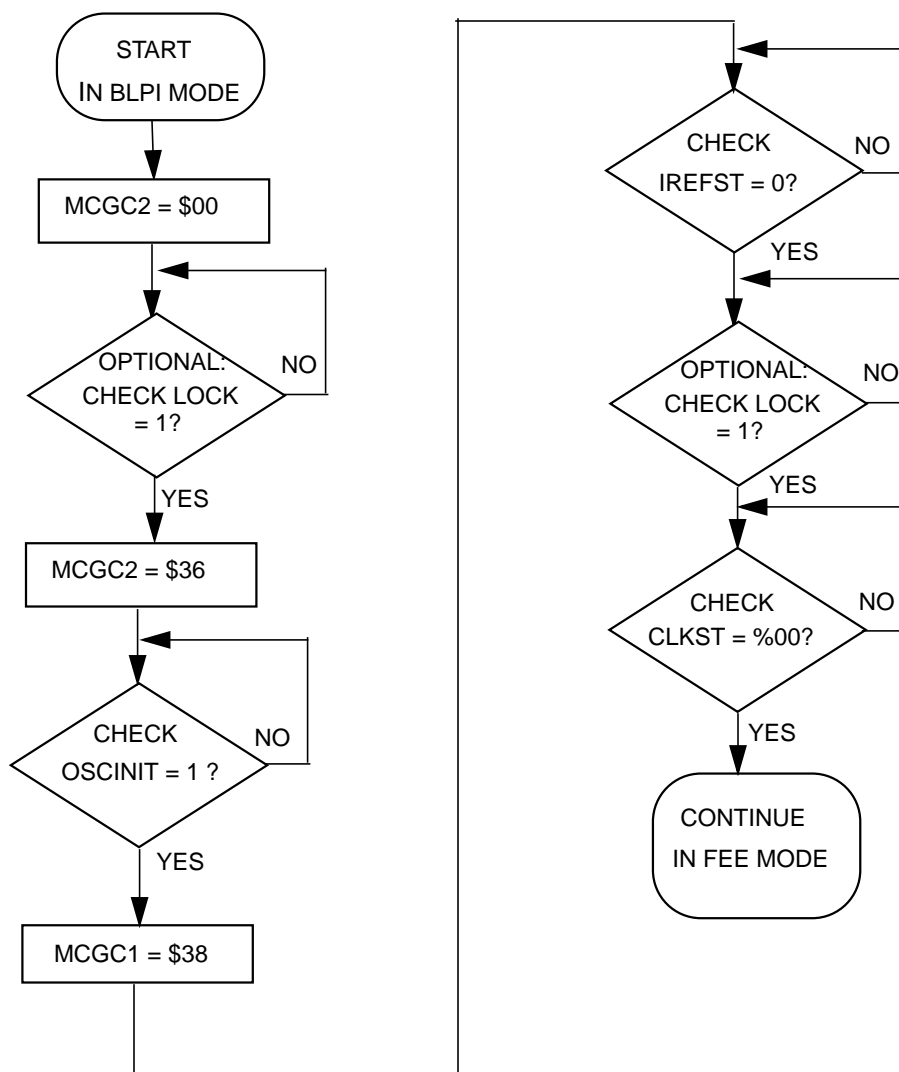 START
IN BLPI MODE
MCGC2 = $00
OPTIONAL:
CHECK LOCK
= 1?
NO
YES
MCGC2 = $36
CHECK
OSCINIT = 1 ?
NO
YES
MCGC1 = $38
CHECK
IREFST = 0?
NO
YES
OPTIONAL:
CHECK LOCK
= 1?
NO
YES
CHECK
CLKST = %00?
NO
YES
CONTINUE
IN FEE MODE